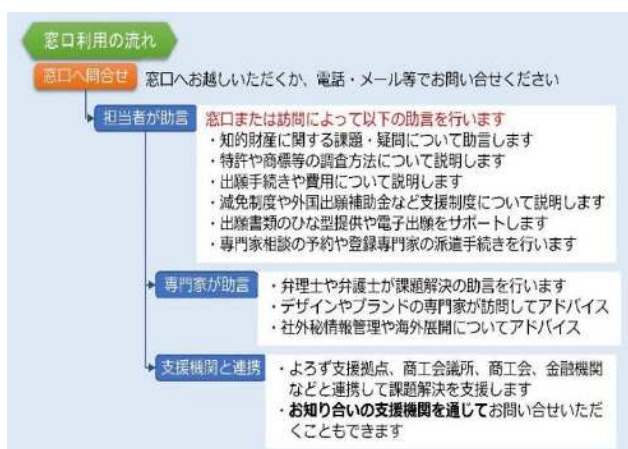 窓口利用の流れ
窓口へ問合せ 窓口へお越しいただくか、電話・メール等でお問い合せください
担当者が助言 窓口または訪問によって以下の助言を行います
・知的財産に関する課題・疑問について助言します
・特許や商標等の調査方法について説明します
・出願手続きや費用について説明します
・減免制度や外国出願補助金など支援制度について説明します
・出願書類のひな型提供や電子出願をサポートします
・専門家相談の予約や登録専門家の派遣手続きを行います
専門家が助言 ・弁理士や弁護士が課題解決の助言を行います
・デザインやブランドの専門家が訪問してアドバイス
・社外秘情報管理や海外展開についてアドバイス
支援機関と連携 ・よろず支援拠点、商工会議所、商工会、金融機関
などと連携して課題解決を支援します
・お知り合いの支援機関を通じてお問い合せいただ
くこともできます